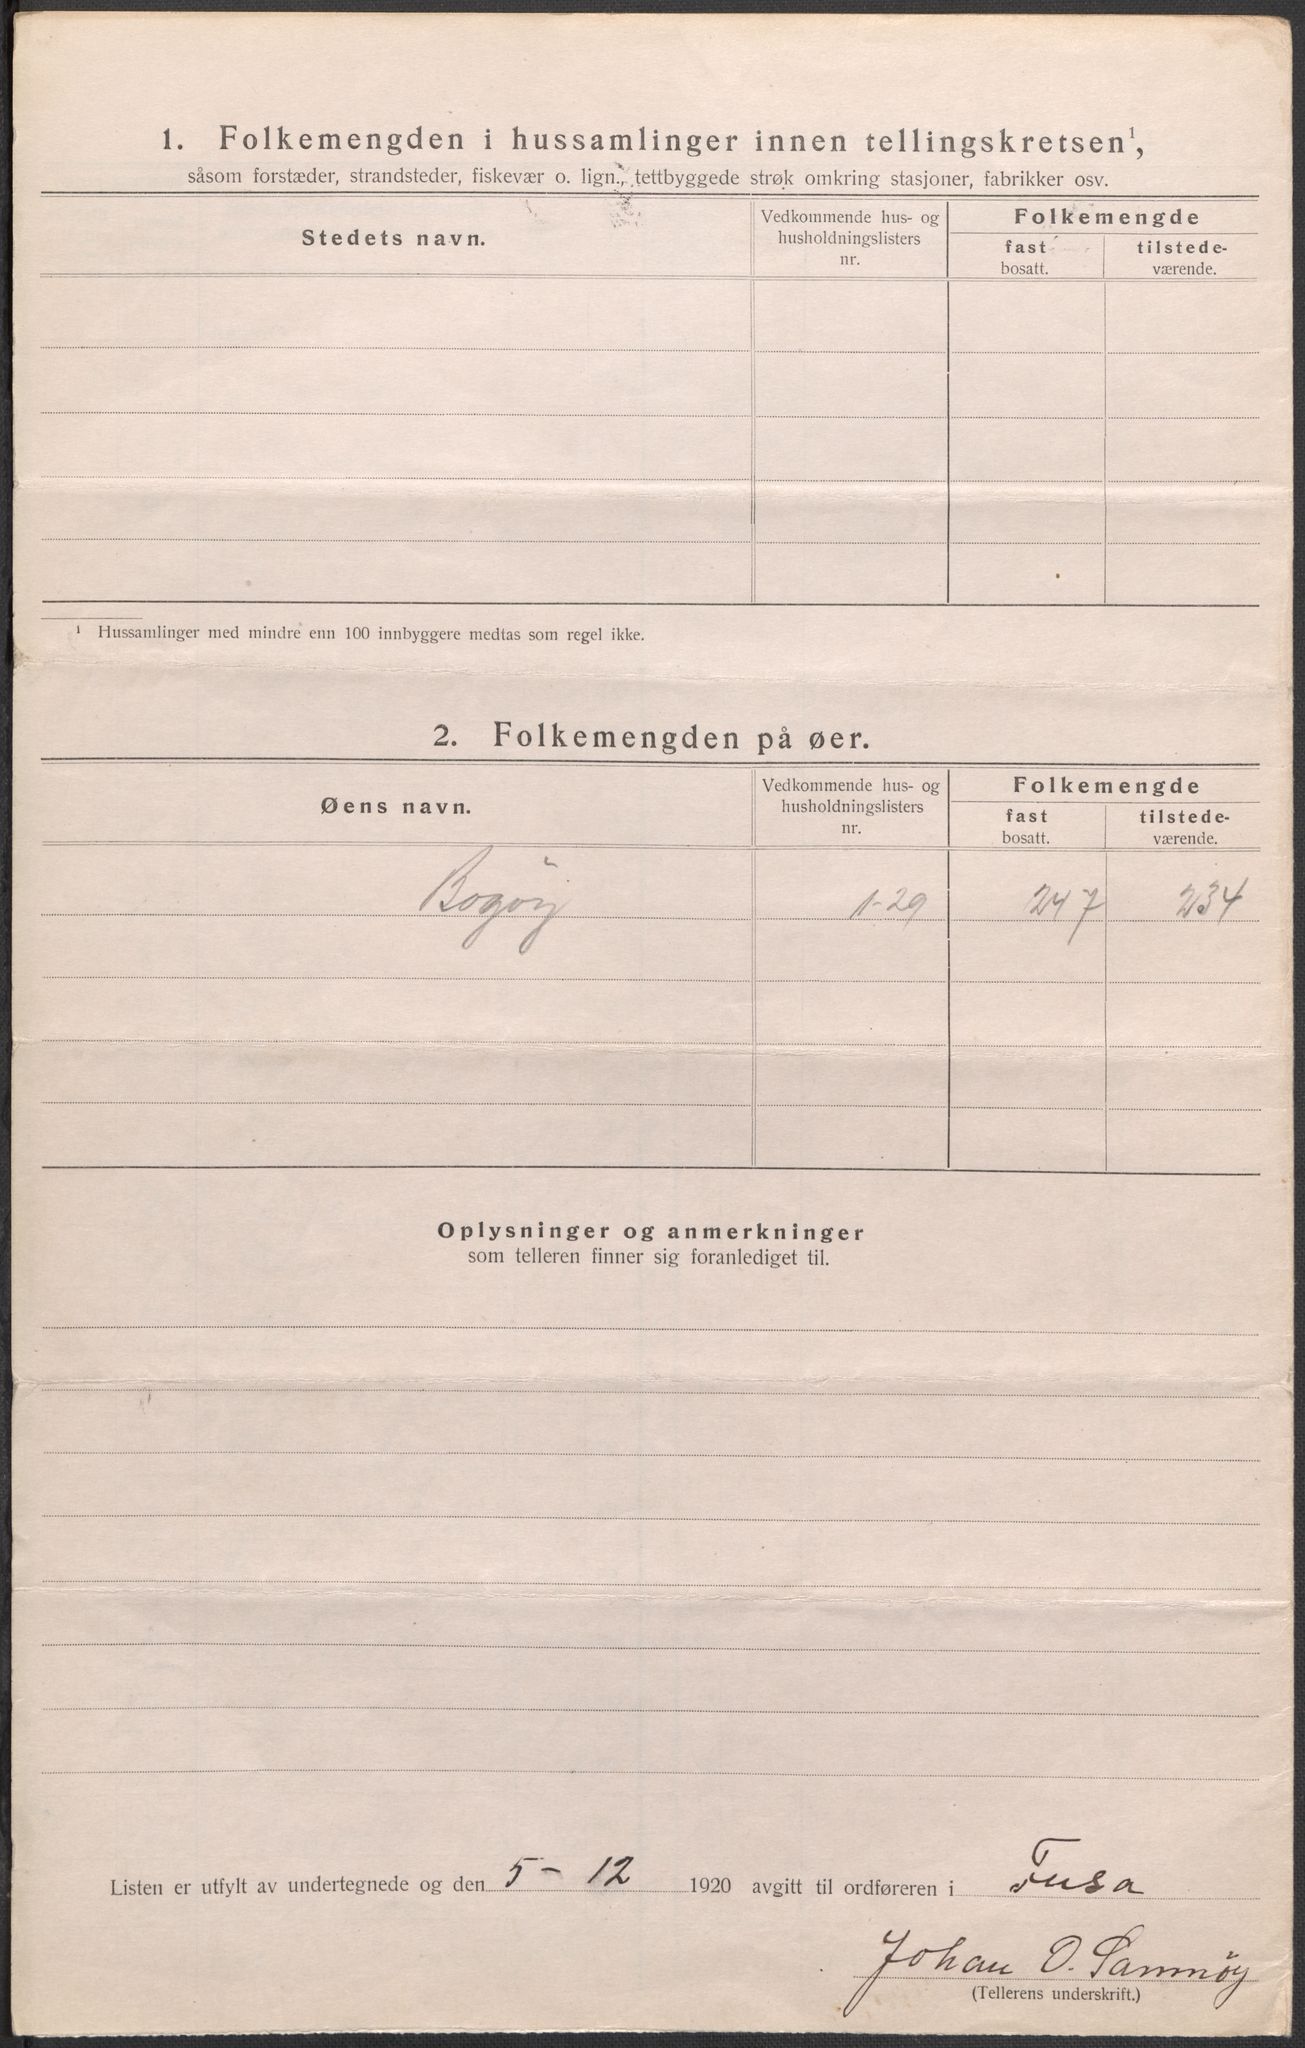 1. Folkemengden i hussamlinger innen tellingskretsen¹,
såsom forstæder, strandsteder, fiskevær o. lign., tettbyggede strøk omkring stasjoner, fabrikker osv.
Stedets navn.
Vedkommende hus- og
husholdningslisters
nr.
Folkemengde
fast
bosatt.
tilstede-
værende.
¹ Hussamlinger med mindre enn 100 innbyggere medtas som regel ikke.
2. Folkemengden på øer.
Øens navn.
Vedkommende hus- og
husholdningslisters
nr.
Folkemengde
fast
bosatt.
tilstede-
værende.
Bogøy 1-29 247 234
Oplysninger og anmerkninger
som telleren finner sig foranlediget til.
Listen er utfylt av undertegnede og den 5 - 12 1920 avgitt til ordføreren i Fusa
Johan O. Samnøy
(Tellerens underskrift.)